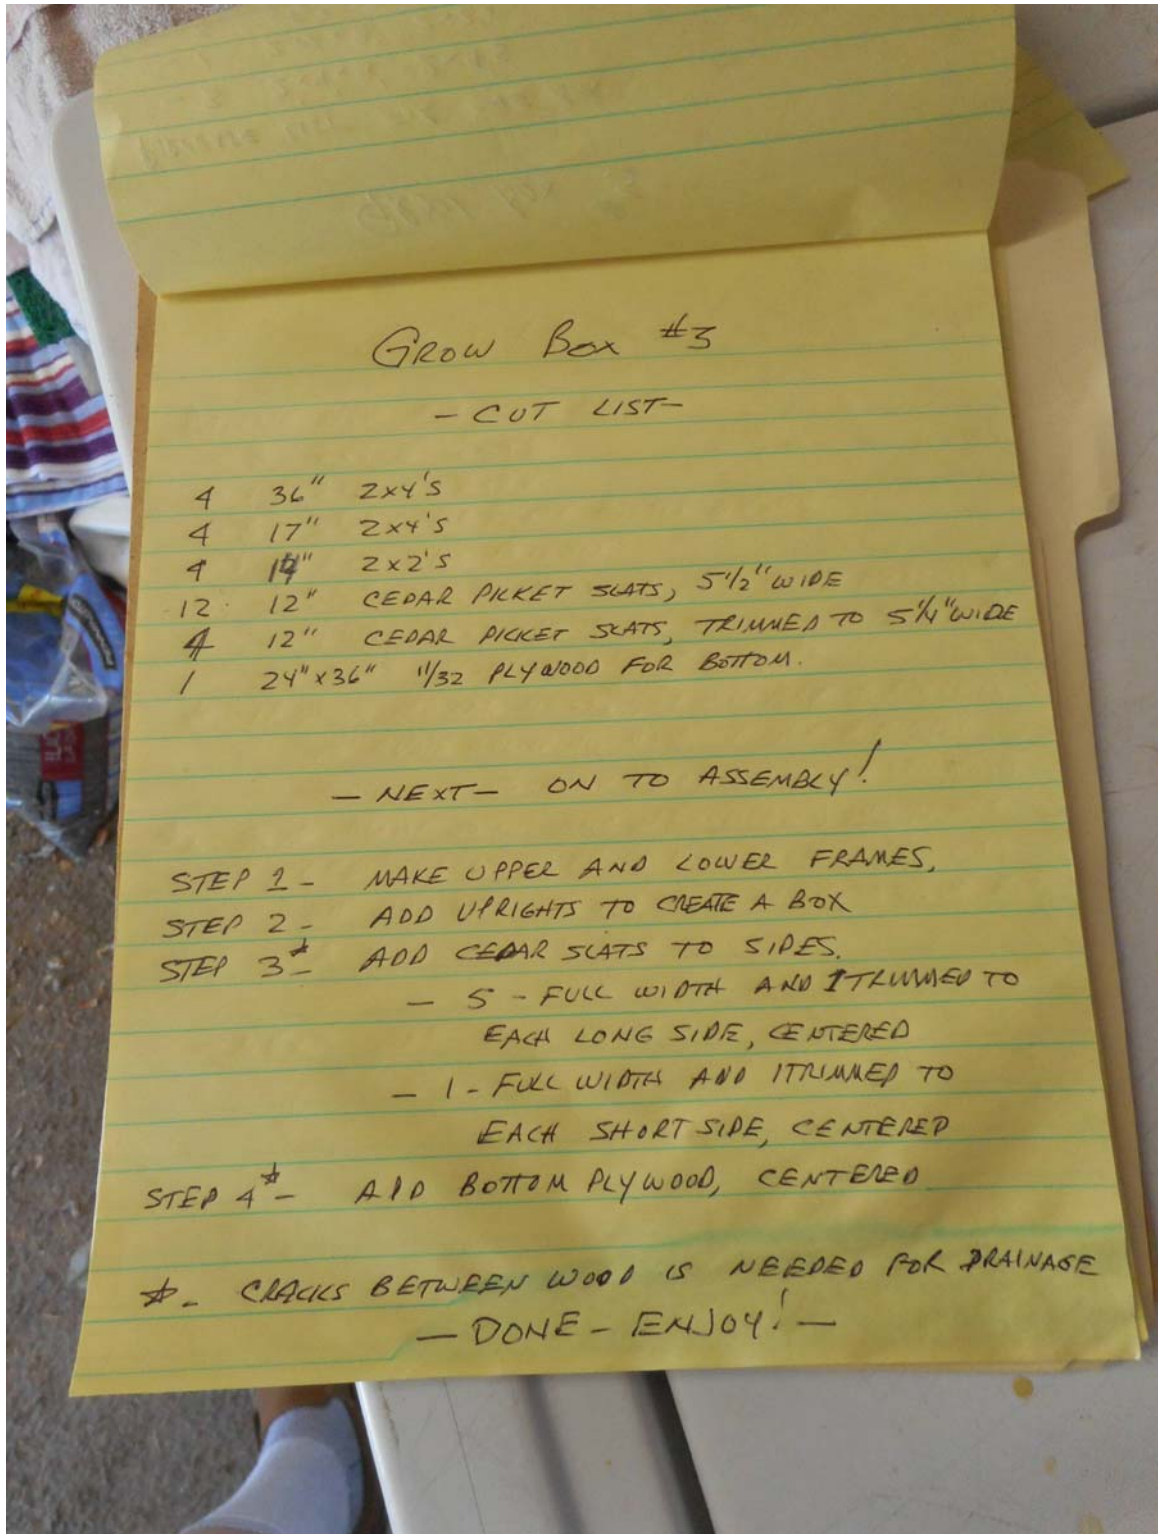 GROW BOX #3
- CUT LIST-
4 36" 2x4'S
4 17" 2x4'S
4 2x2'S
12 12" CEDAR PICKET SLATS, 5 1/2" WIDE
4 12" CEDAR PICKET SLATS, TRIMMED TO 5 1/4" WIDE
1 24"x36" 11/32 PLYWOOD FOR BOTTOM.
- NEXT- ON TO ASSEMBLY!
STEP 1 - MAKE UPPER AND LOWER FRAMES,
STEP 2 - ADD UPRIGHTS TO CREATE A BOX
STEP 3* - ADD CEDAR SLATS TO SIDES.
- 5 - FULL WIDTH AND 1 TRIMMED TO
EACH LONG SIDE, CENTERED
- 1 - FULL WIDTH AND 1 TRIMMED TO
EACH SHORT SIDE, CENTERED
STEP 4* - ADD BOTTOM PLYWOOD, CENTERED
* - CRACKS BETWEEN WOOD IS NEEDED FOR DRAINAGE
- DONE - ENJOY! -